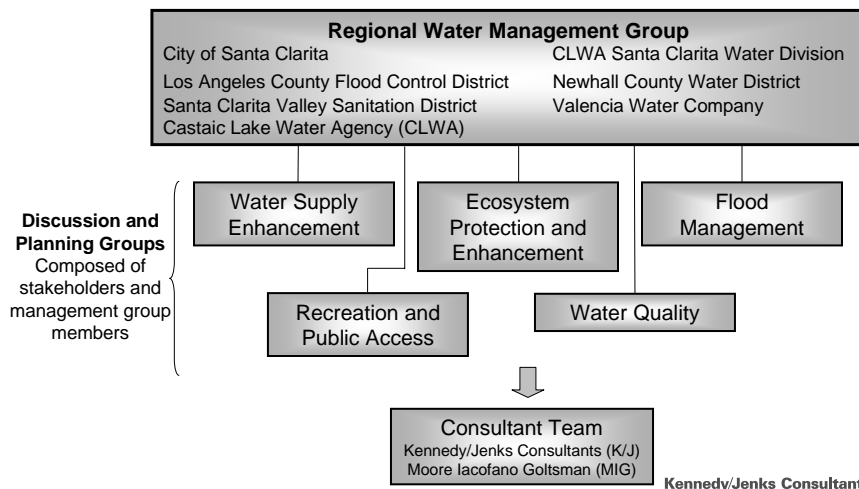 Regional Water Management Group
City of Santa Clarita
CLWA Santa Clarita Water Division
Los Angeles County Flood Control District
Newhall County Water District
Santa Clarita Valley Sanitation District
Valencia Water Company
Castaic Lake Water Agency (CLWA)
Discussion and
Planning Groups
Composed of
stakeholders and
management group
members
Water Supply
Enhancement
Ecosystem
Protection and
Enhancement
Flood
Management
Recreation and
Public Access
Water Quality
Consultant Team
Kennedy/Jenks Consultants (K/J)
Moore Iacofano Goltsman (MIG)
Kennedy/Jenks Consultant